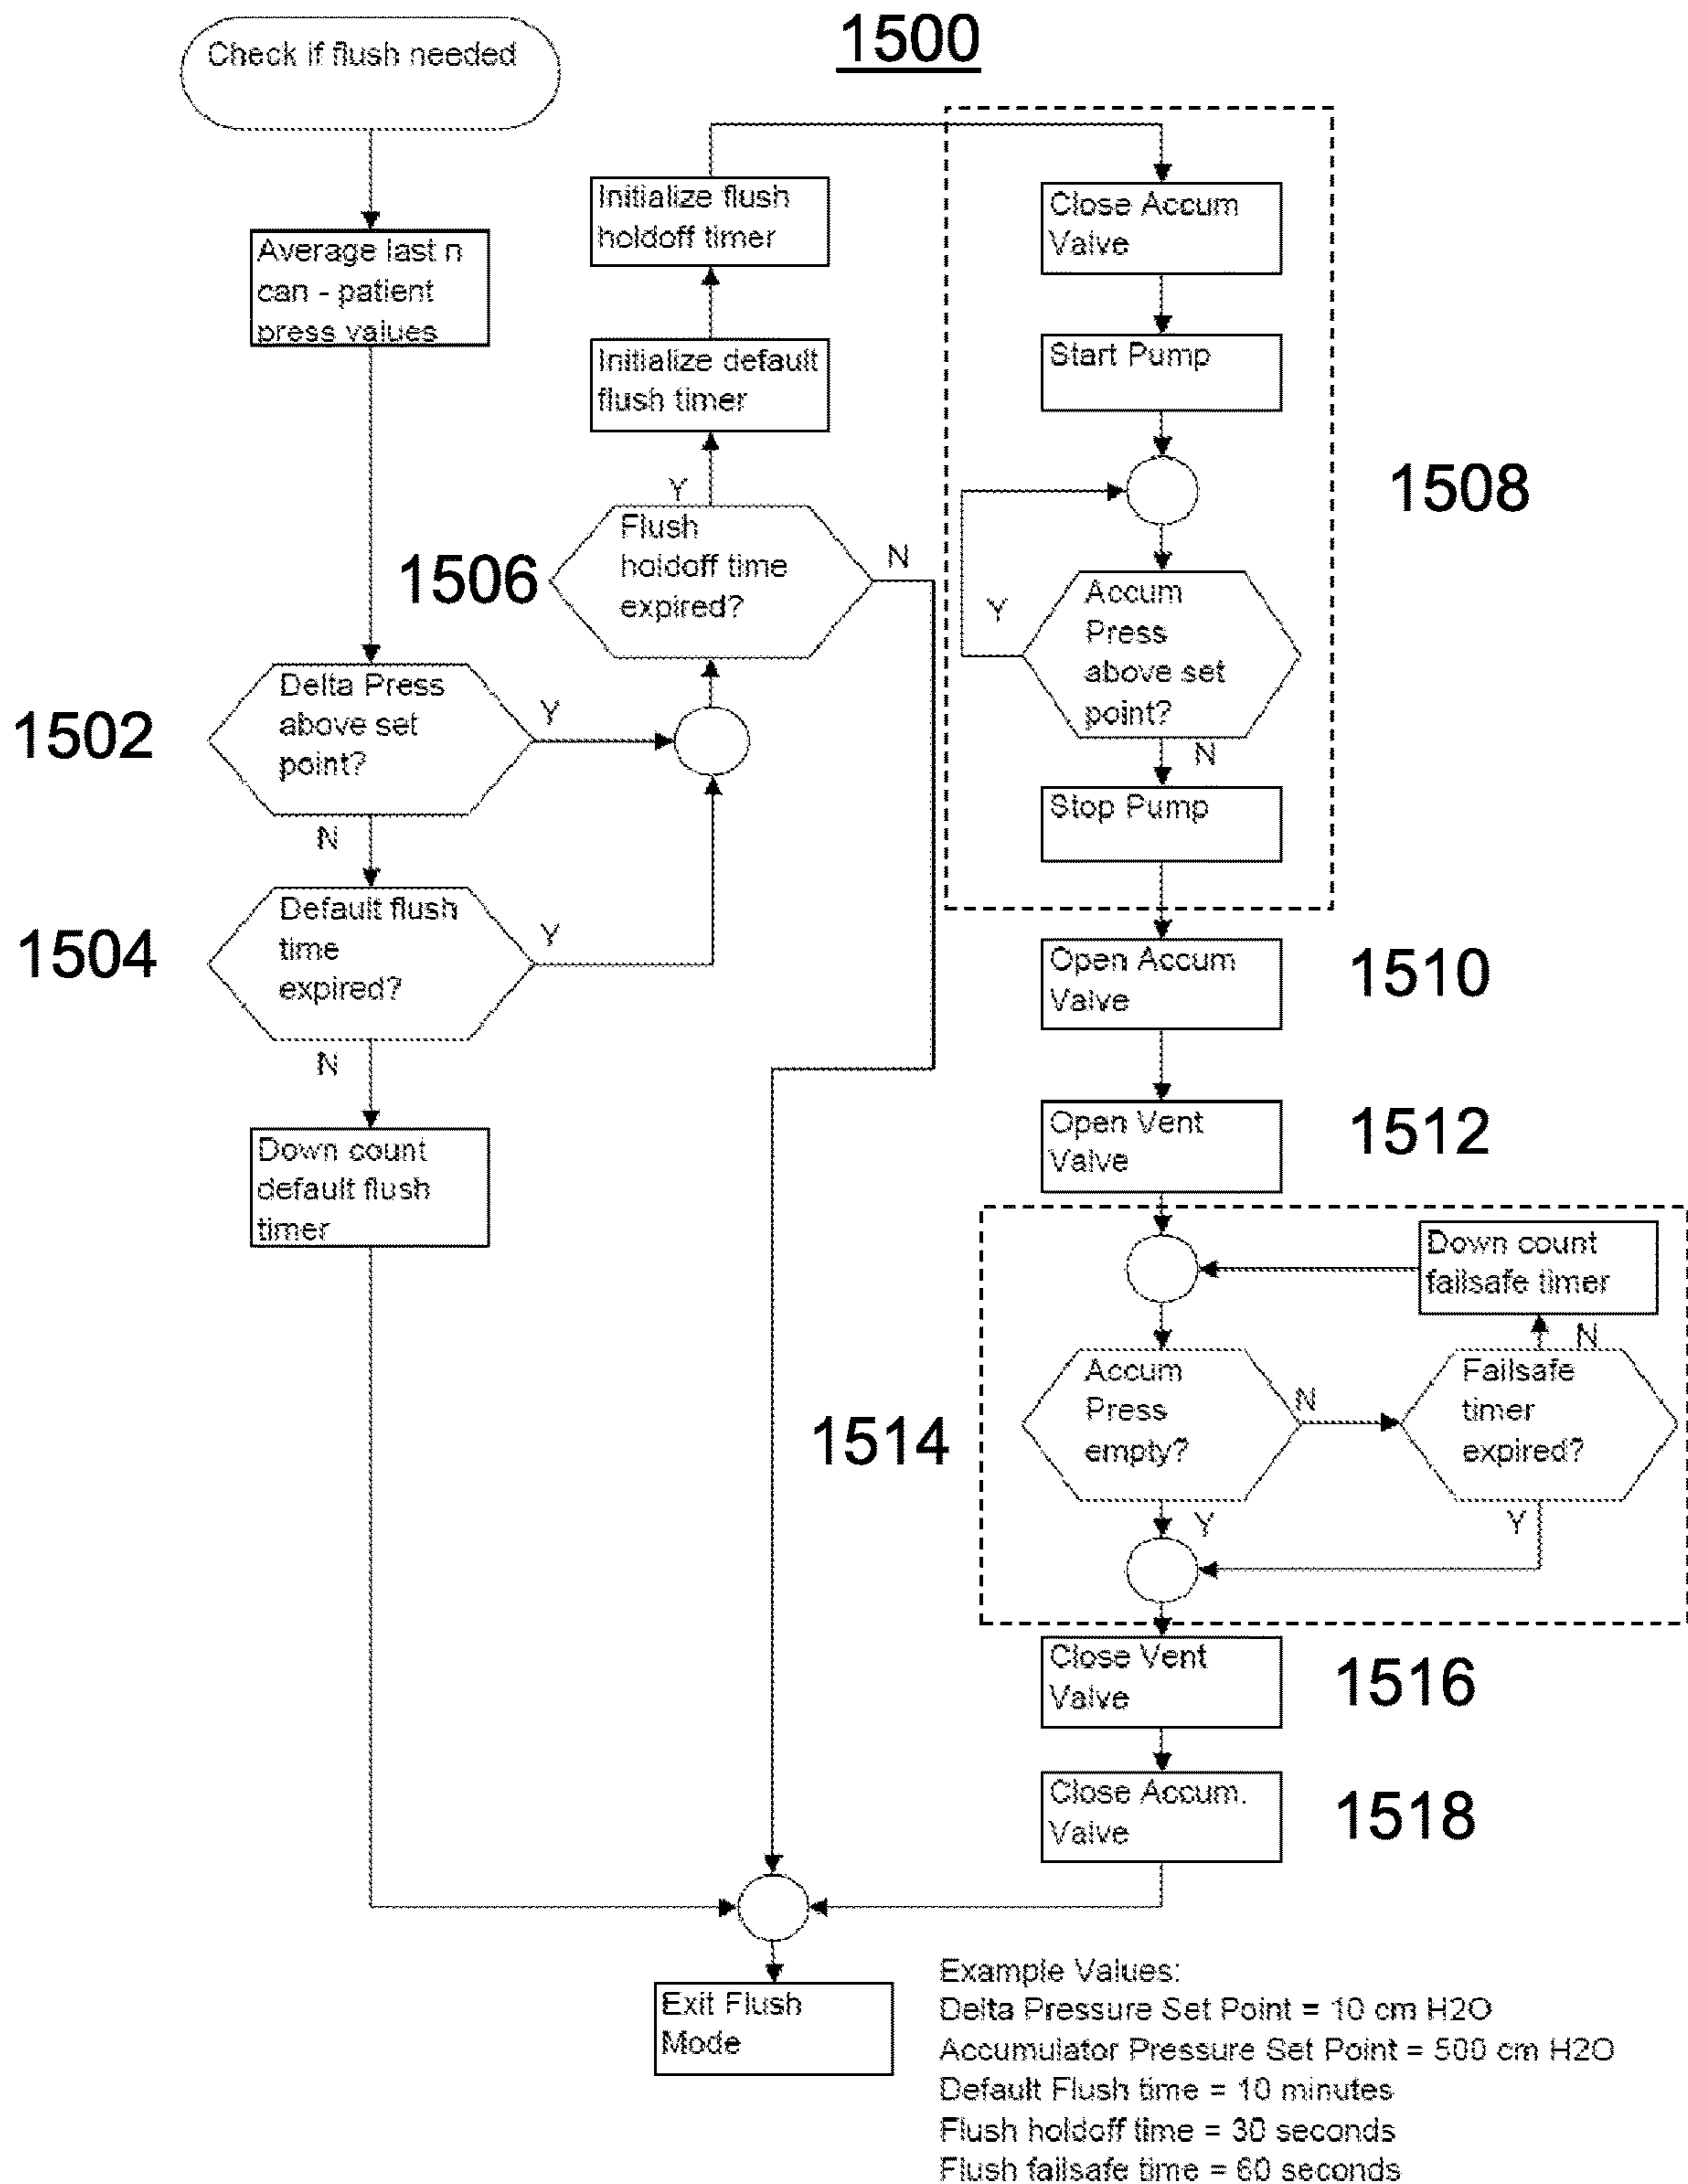 1500
Check if flush needed
Average last n
can - patient
press values
1502
Delta Press
above set
point?
Y
N
1504
Default flush
time
expired?
Y
N
Down count
default flush
timer
Initialize flush
holdoff timer
Initialize default
flush timer
Y
1506
Flush
holdoff time
expired?
N
Close Accum
Valve
Start Pump
1508
Y
Accum
Press
above set
point?
N
Stop Pump
Open Accum
Valve
1510
Open Vent
Valve
1512
Down count
failsafe timer
N
1514
Accum
Press
empty?
N
Failsafe
timer
expired?
Y
Y
Close Vent
Valve
1516
Close Accum.
Valve
1518
Exit Flush
Mode
Example Values:
Delta Pressure Set Point = 10 cm H2O
Accumulator Pressure Set Point = 500 cm H2O
Default Flush time = 10 minutes
Flush holdoff time = 30 seconds
Flush failsafe time = 60 seconds